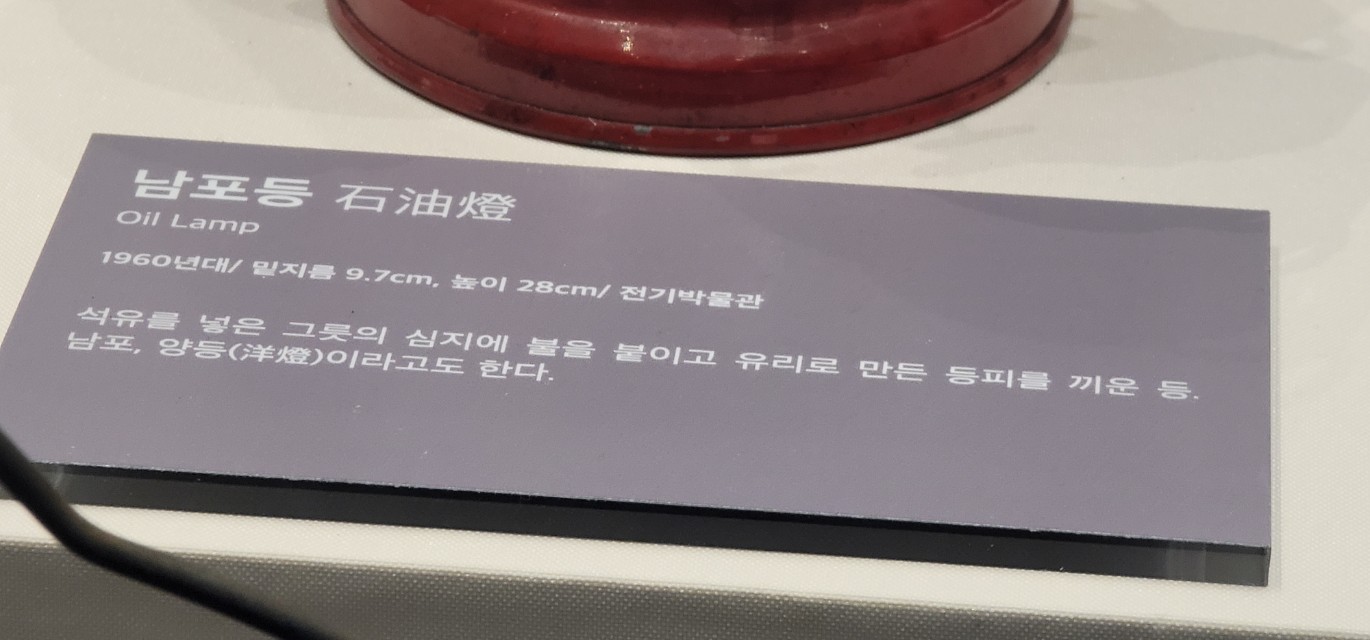 남포등 石油燈
Oil Lamp
1960년대/ 밑지름 9.7cm, 높이 28cm/ 전기박물관
석유를 넣은 그릇의 심지에 불을 붙이고 유리로 만든 등피를 끼운 등.
남포, 양등(洋燈)이라고도 한다.